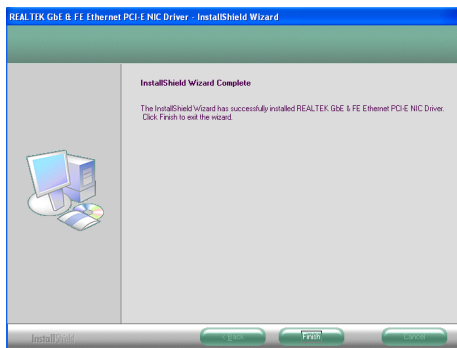 REALTEK GbE & FE Ethernet PCI-E NIC Driver - InstallShield Wizard
InstallShield Wizard Complete
The InstallShield Wizard has successfully installed REALTEK GbE & FE Ethernet PCI-E NIC Driver.
Click Finish to exit the wizard.
InstallShield
< Back
Finish
Cancel